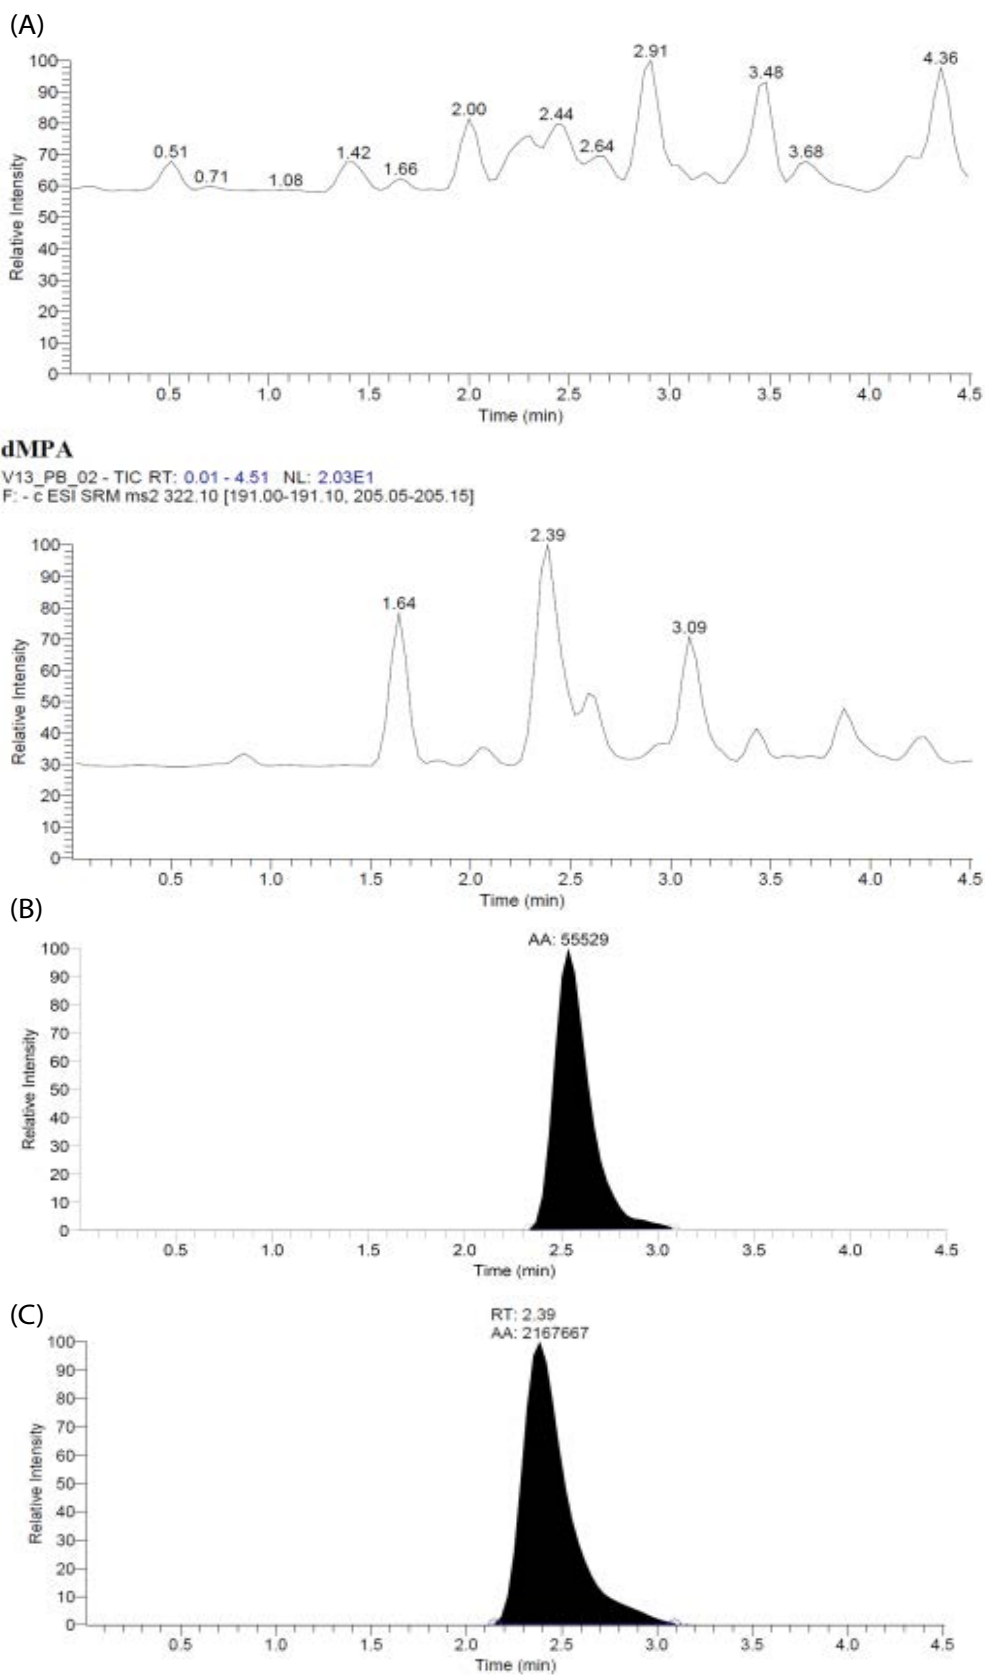 (A)
2.91
4.36
3.48
2.00
2.44
2.64
3.68
0.51
1.42
1.66
0.71
1.08
100
90
80
70
60
50
40
30
20
10
0
Relative Intensity
0.5 1.0 1.5 2.0 2.5 3.0 3.5 4.0 4.5
Time (min)
dMPA
V13_PB_02 - TIC RT: 0.01 - 4.51 NL: 2.03E1
F: - c ESI SRM ms2 322.10 [191.00-191.10, 205.05-205.15]
2.39
1.64
3.09
100
90
80
70
60
50
40
30
20
10
0
Relative Intensity
0.5 1.0 1.5 2.0 2.5 3.0 3.5 4.0 4.5
Time (min)
(B)
AA: 55529
100
90
80
70
60
50
40
30
20
10
0
Relative Intensity
0.5 1.0 1.5 2.0 2.5 3.0 3.5 4.0 4.5
Time (min)
(C)
RT: 2.39
AA: 2167667
100
90
80
70
60
50
40
30
20
10
0
Relative Intensity
0.5 1.0 1.5 2.0 2.5 3.0 3.5 4.0 4.5
Time (min)